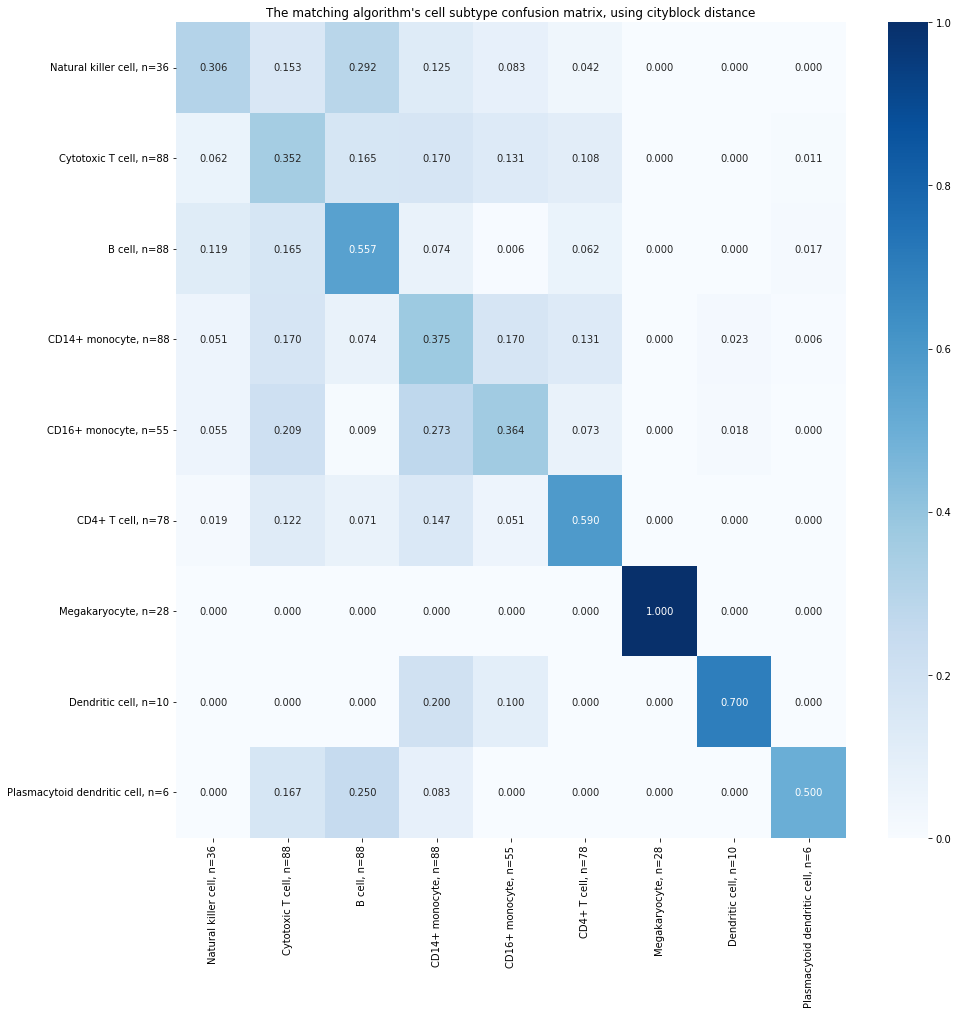 The matching algorithm's cell subtype confusion matrix, using cityblock distance
Natural killer cell, n=36 0.306 0.153 0.292 0.125 0.083 0.042 0.000 0.000 0.000
Cytotoxic T cell, n=88 0.062 0.352 0.165 0.170 0.131 0.108 0.000 0.000 0.011
B cell, n=88 0.119 0.165 0.557 0.074 0.006 0.062 0.000 0.000 0.017
CD14+ monocyte, n=88 0.051 0.170 0.074 0.375 0.170 0.131 0.000 0.023 0.006
CD16+ monocyte, n=55 0.055 0.209 0.009 0.273 0.364 0.073 0.000 0.018 0.000
CD4+ T cell, n=78 0.019 0.122 0.071 0.147 0.051 0.590 0.000 0.000 0.000
Megakaryocyte, n=28 0.000 0.000 0.000 0.000 0.000 0.000 1.000 0.000 0.000
Dendritic cell, n=10 0.000 0.000 0.000 0.200 0.100 0.000 0.000 0.700 0.000
Plasmacytoid dendritic cell, n=6 0.000 0.167 0.250 0.083 0.000 0.000 0.000 0.000 0.500
Natural killer cell, n=36
Cytotoxic T cell, n=88
B cell, n=88
CD14+ monocyte, n=88
CD16+ monocyte, n=55
CD4+ T cell, n=78
Megakaryocyte, n=28
Dendritic cell, n=10
Plasmacytoid dendritic cell, n=6
1.0
0.8
0.6
0.4
0.2
0.0